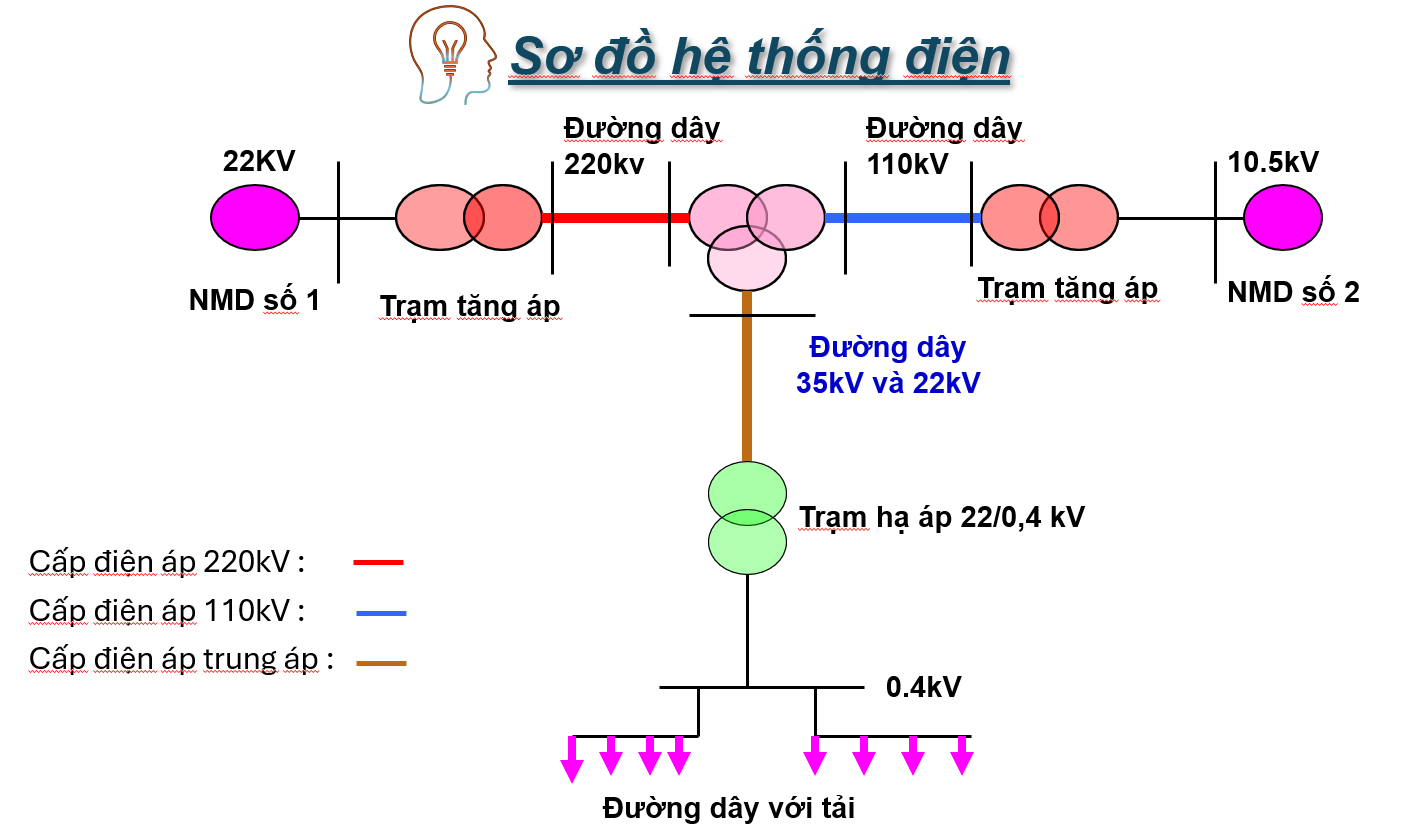 Sơ đồ hệ thống điện
Đường dây
220kv
Đường dây
110kV
22KV
10.5kV
NMD số 1
Trạm tăng áp
Trạm tăng áp
NMD số 2
Đường dây
35kV và 22kV
Trạm hạ áp 22/0,4 kV
Cấp điện áp 220kV :
Cấp điện áp 110kV :
Cấp điện áp trung áp :
0.4kV
Đường dây với tải